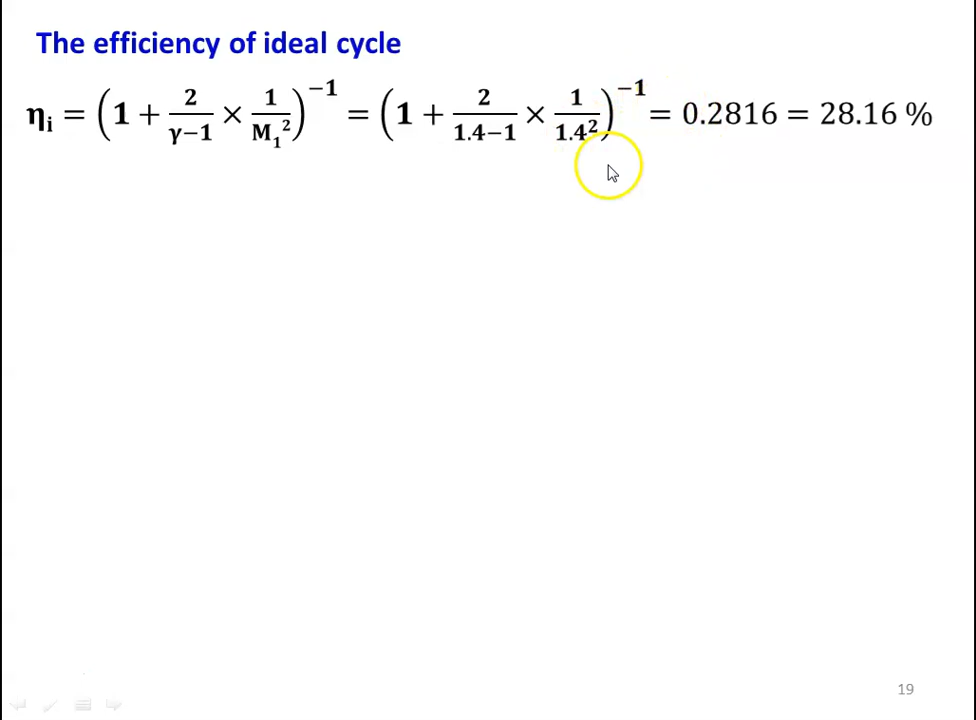 The efficiency of ideal cycle
η_i = (1 + 2/(γ−1) × 1/M₁²)^−1 = (1 + 2/(1.4−1) × 1/1.4²)^−1 = 0.2816 = 28.16 %
19